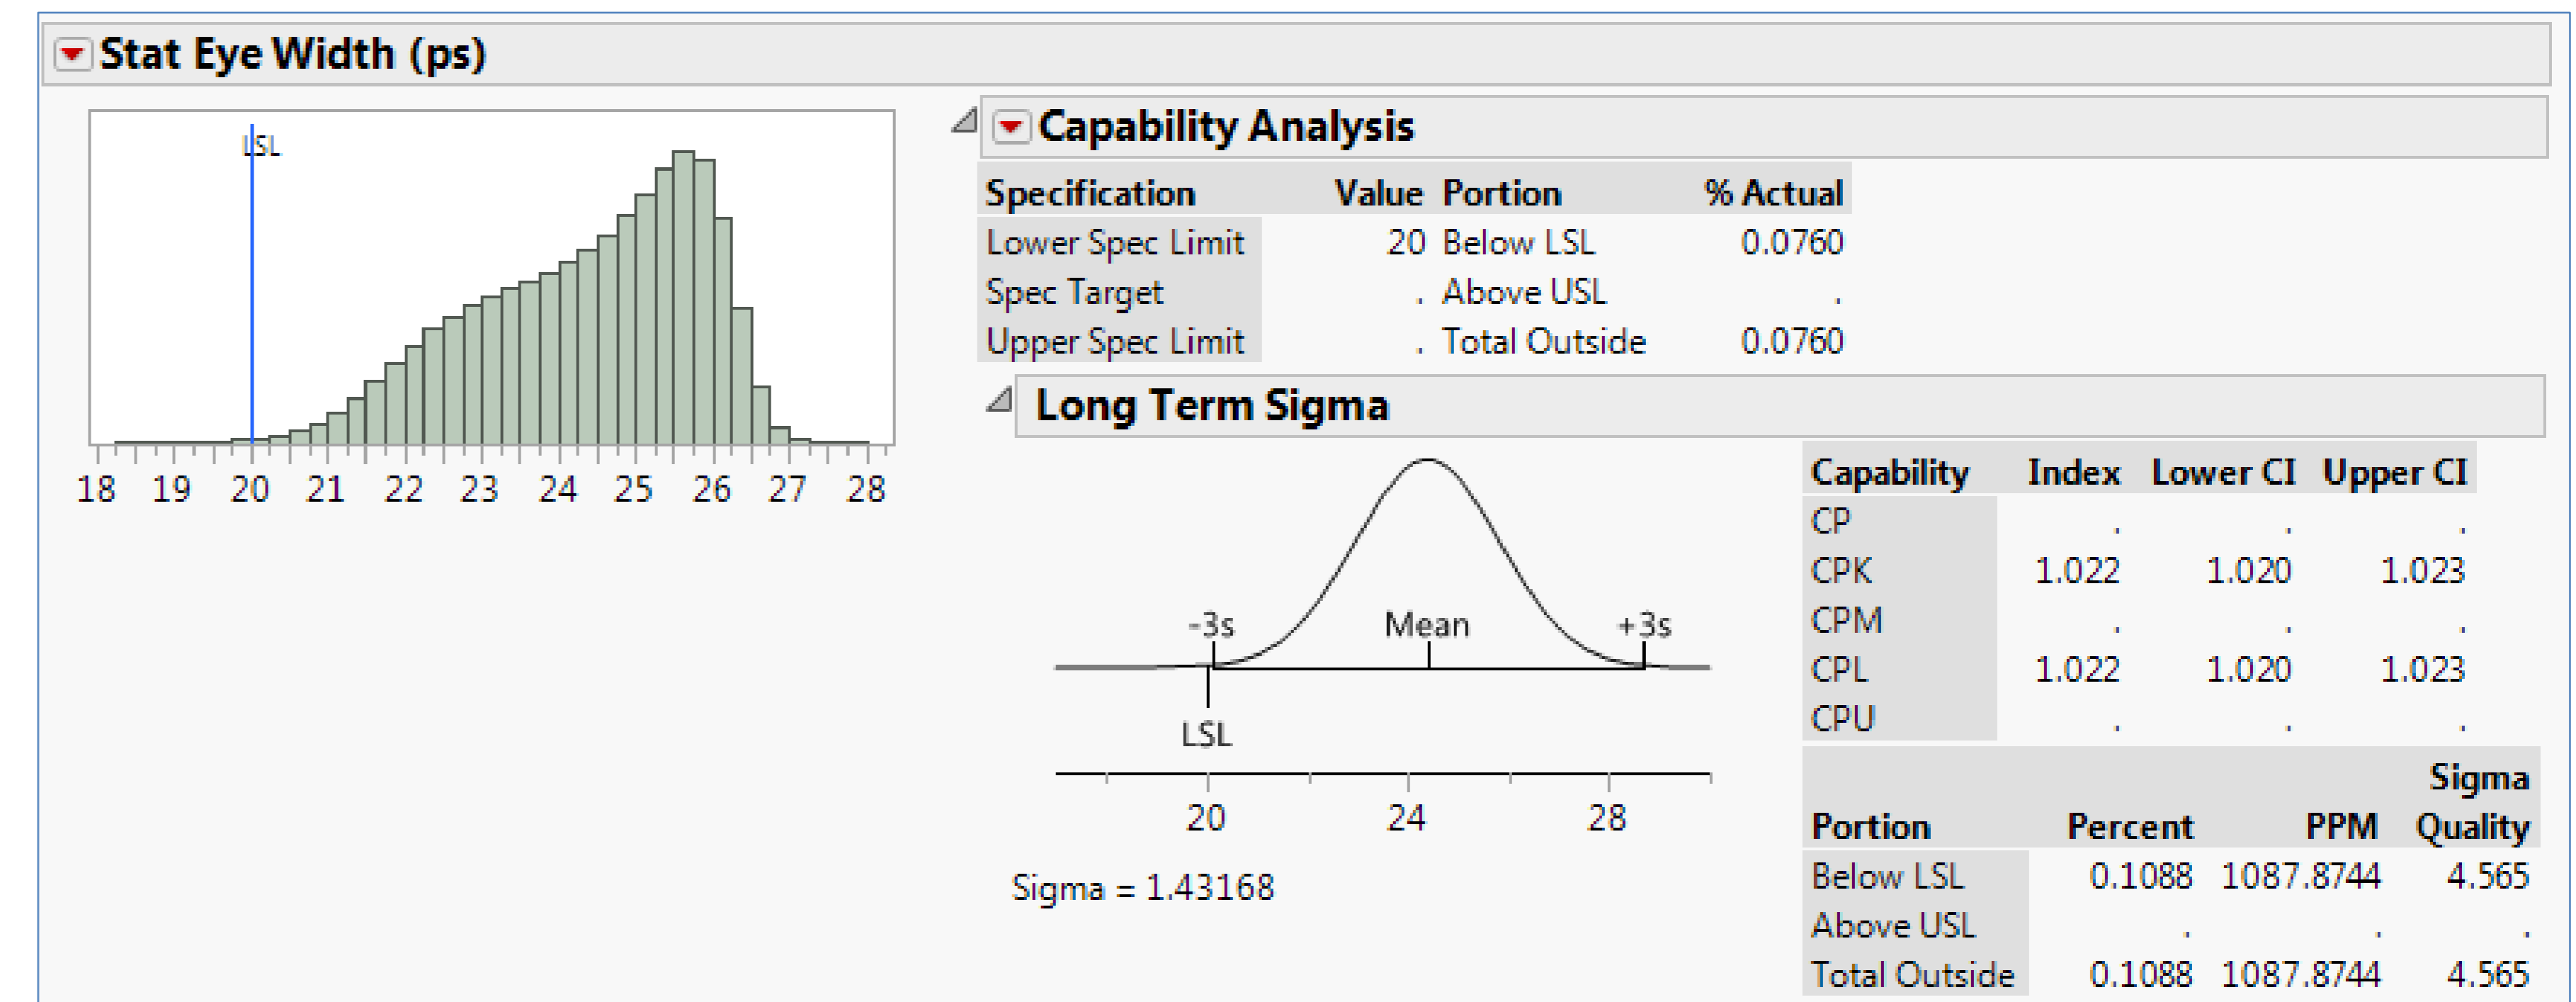 Stat Eye Width (ps)
LSL
18 19 20 21 22 23 24 25 26 27 28
Capability Analysis
Specification Value Portion % Actual
Lower Spec Limit 20 Below LSL 0.0760
Spec Target . Above USL .
Upper Spec Limit . Total Outside 0.0760
Long Term Sigma
-3s Mean +3s
LSL
20 24 28
Sigma = 1.43168
Capability Index Lower CI Upper CI
CP . . .
CPK 1.022 1.020 1.023
CPM . . .
CPL 1.022 1.020 1.023
CPU . . .
Sigma
Portion Percent PPM Quality
Below LSL 0.1088 1087.8744 4.565
Above USL . . .
Total Outside 0.1088 1087.8744 4.565